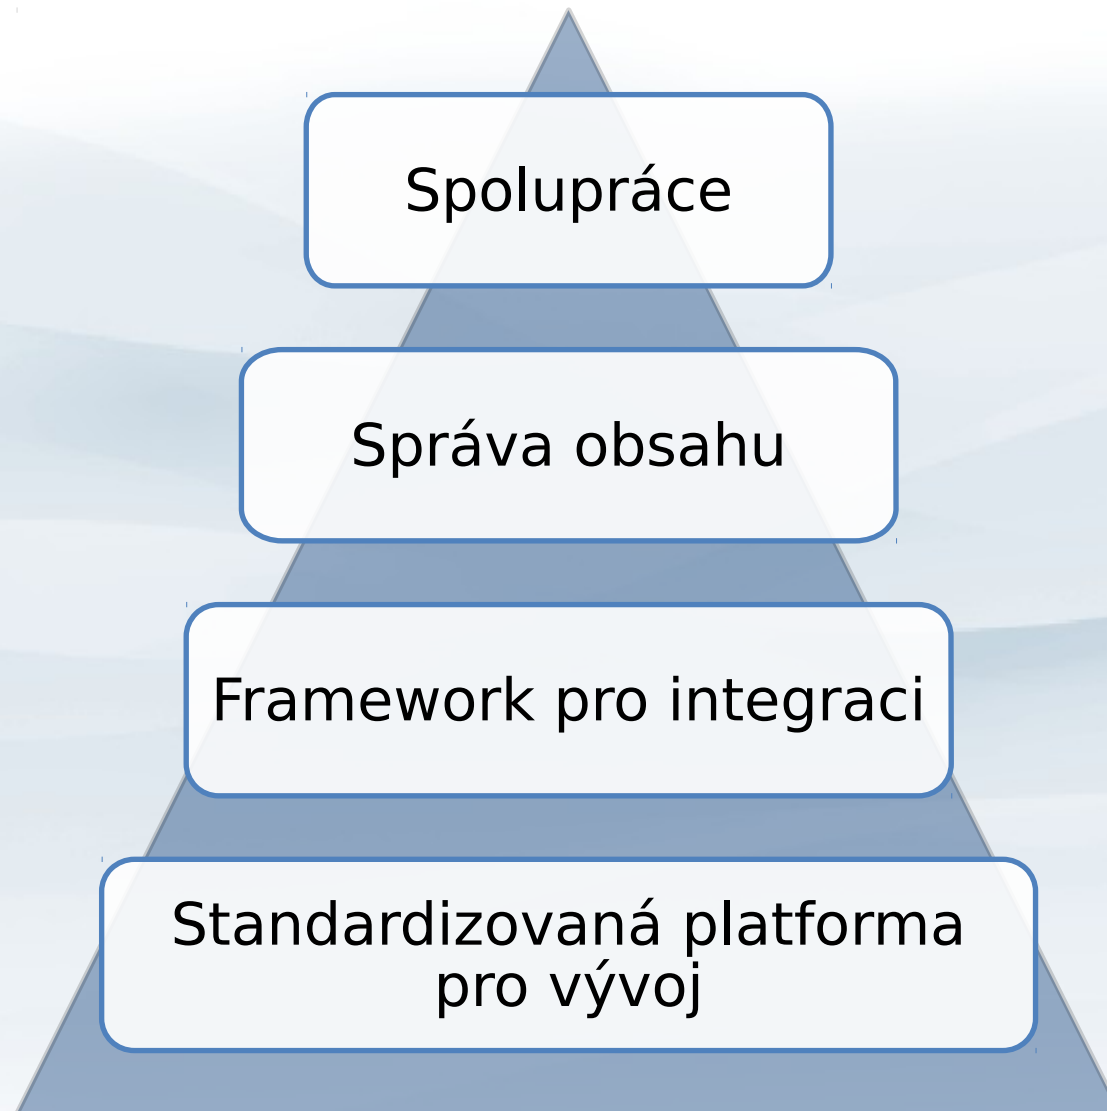 Spolupráce
Správa obsahu
Framework pro integraci
Standardizovaná platforma
pro vývoj